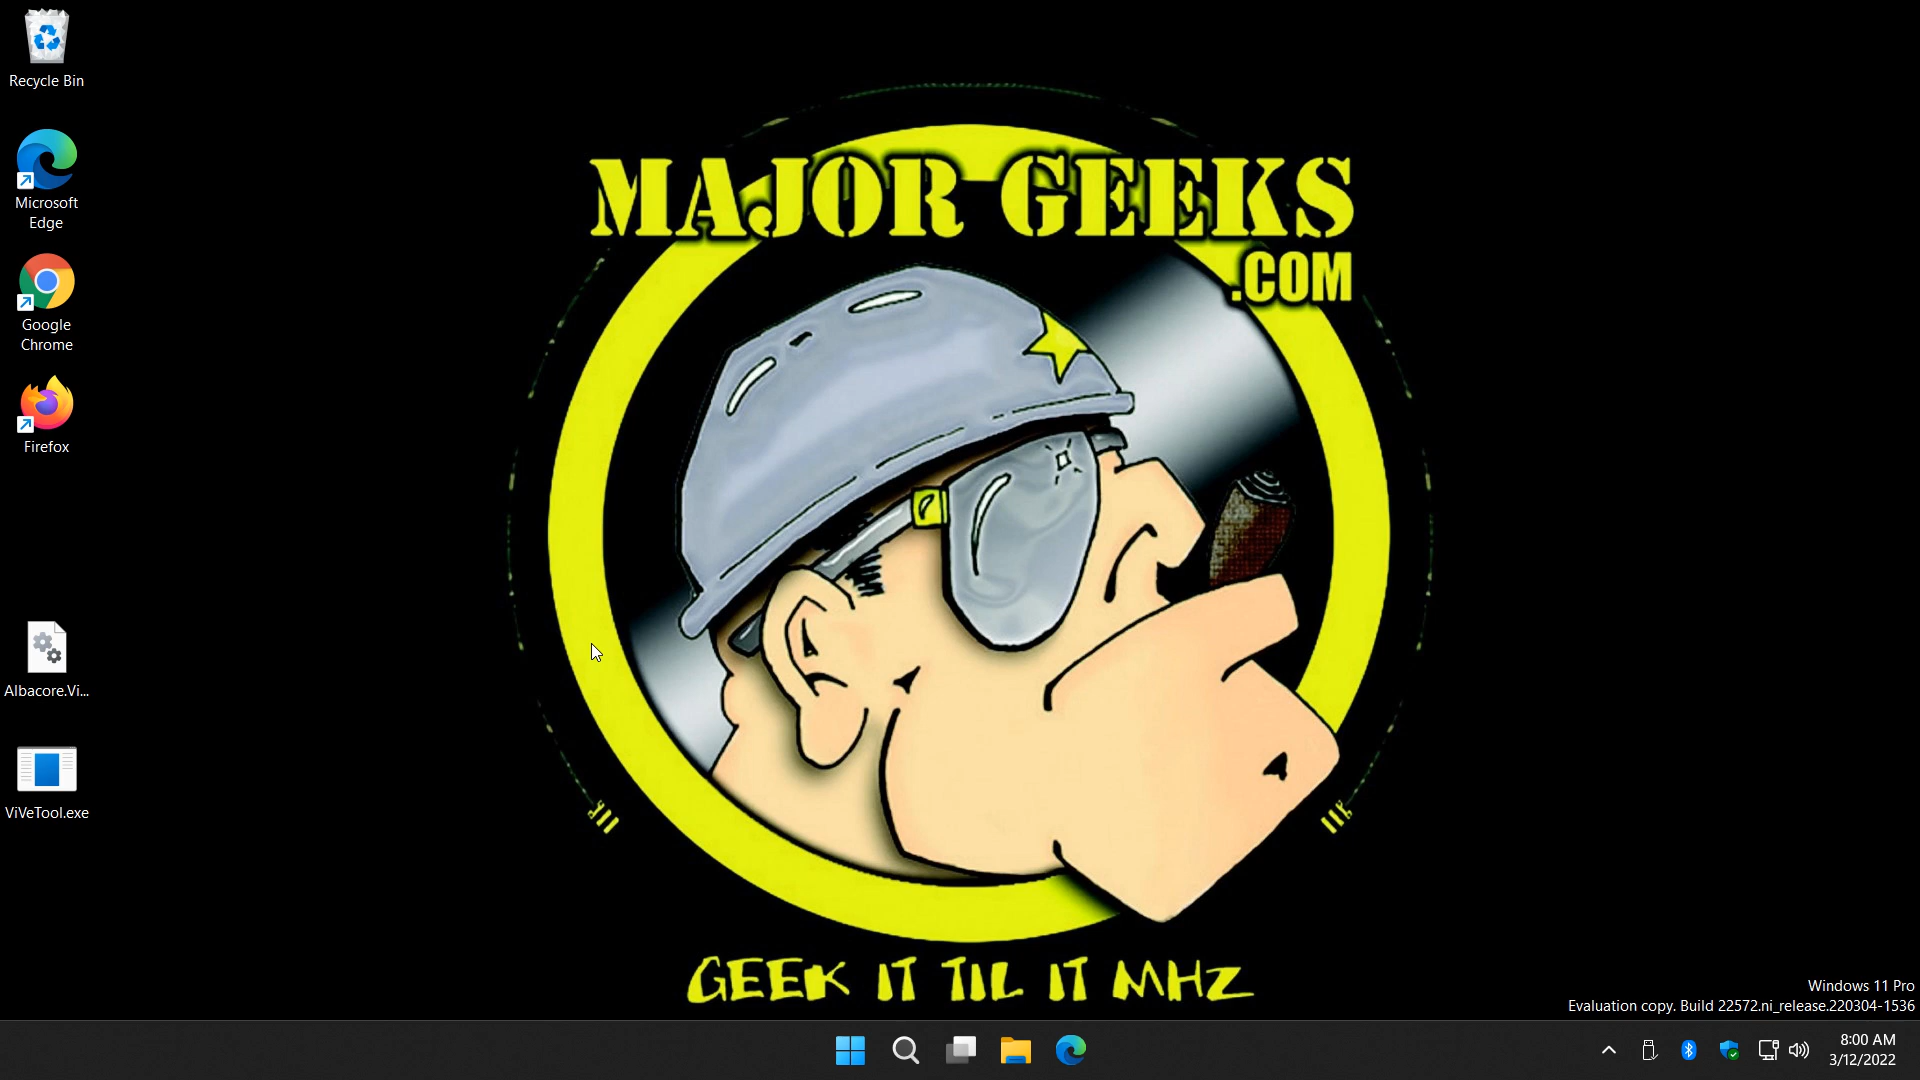 Recycle Bin
Microsoft
Edge
Google
Chrome
Firefox
Albacore.Vi...
ViVeTool.exe
MAJOR GEEKS
.COM
GEEK IT TIL IT MHZ
Windows 11 Pro
Evaluation copy. Build 22572.ni_release.220304-1536
8:00 AM
3/12/2022